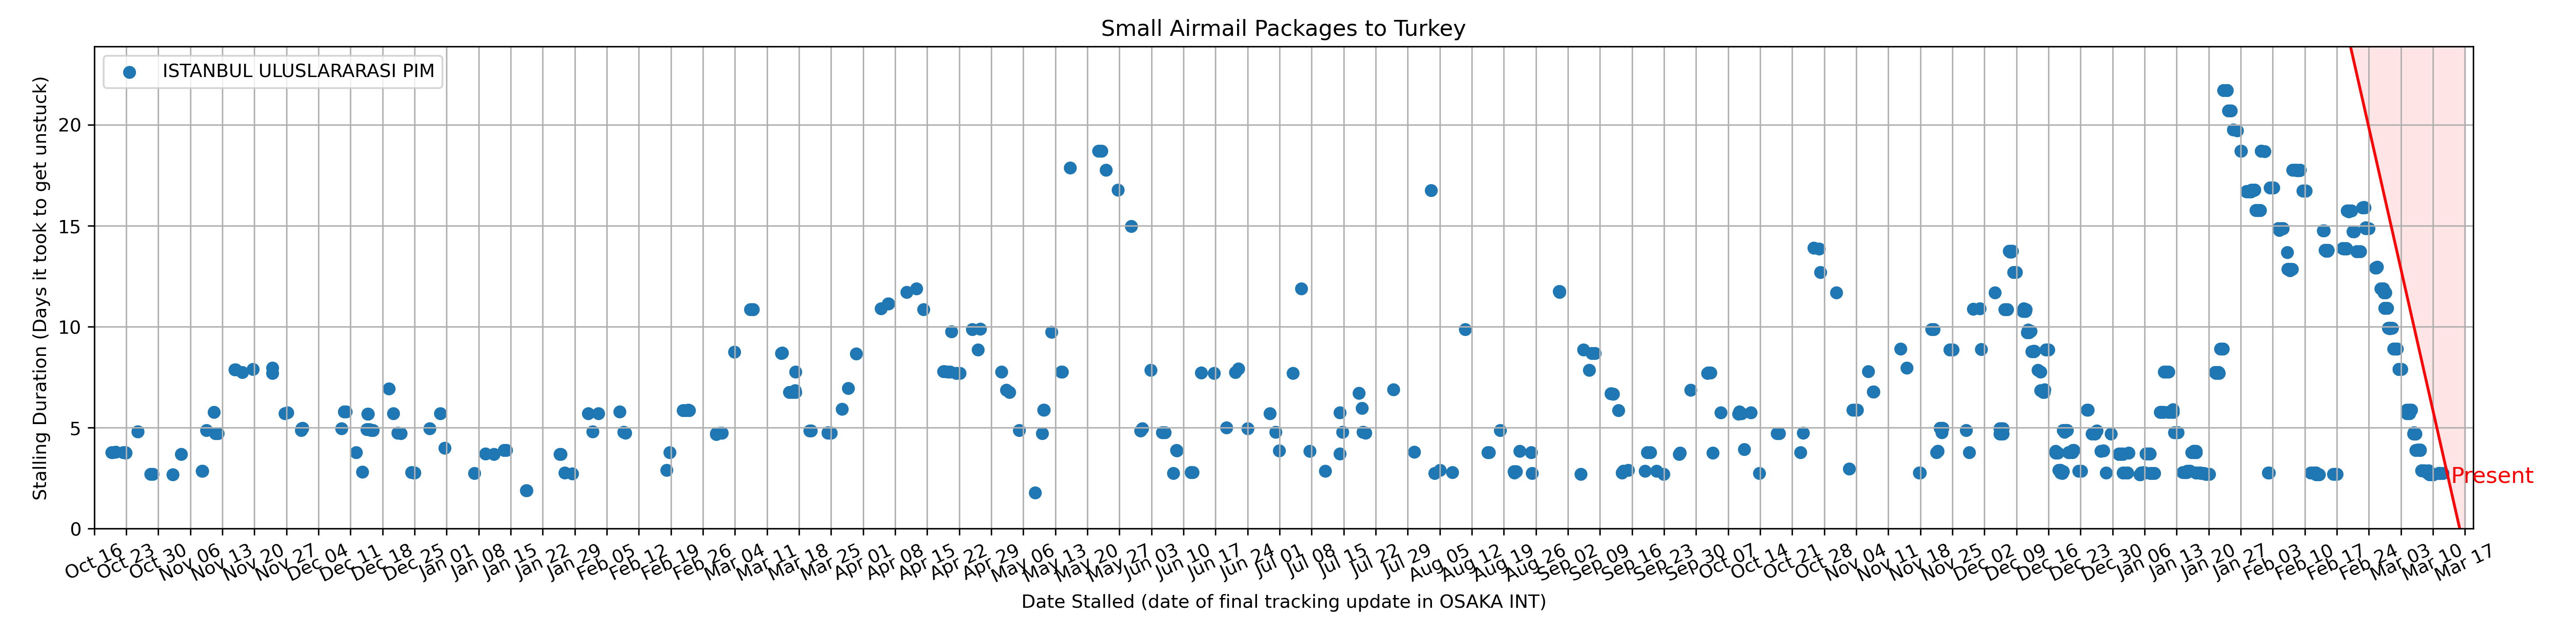 Small Airmail Packages to Turkey
ISTANBUL ULUSLARARASI PIM
Stalling Duration (Days it took to get unstuck)
20
15
10
5
0
Present
Oct 16
Oct 23
Oct 30
Nov 06
Nov 13
Nov 20
Nov 27
Dec 04
Dec 11
Dec 18
Dec 25
Jan 01
Jan 08
Jan 15
Jan 22
Jan 29
Feb 05
Feb 12
Feb 19
Feb 26
Mar 04
Mar 11
Mar 18
Mar 25
Apr 01
Apr 08
Apr 15
Apr 22
Apr 29
May 06
May 13
May 20
May 27
Jun 03
Jun 10
Jun 17
Jun 24
Jul 01
Jul 08
Jul 15
Jul 22
Jul 29
Aug 05
Aug 12
Aug 19
Aug 26
Sep 02
Sep 09
Sep 16
Sep 23
Sep 30
Oct 07
Oct 14
Oct 21
Oct 28
Nov 04
Nov 11
Nov 18
Nov 25
Dec 02
Dec 09
Dec 16
Dec 23
Dec 30
Jan 06
Jan 13
Jan 20
Jan 27
Feb 03
Feb 10
Feb 17
Feb 24
Mar 03
Mar 10
Mar 17
Date Stalled (date of final tracking update in OSAKA INT)